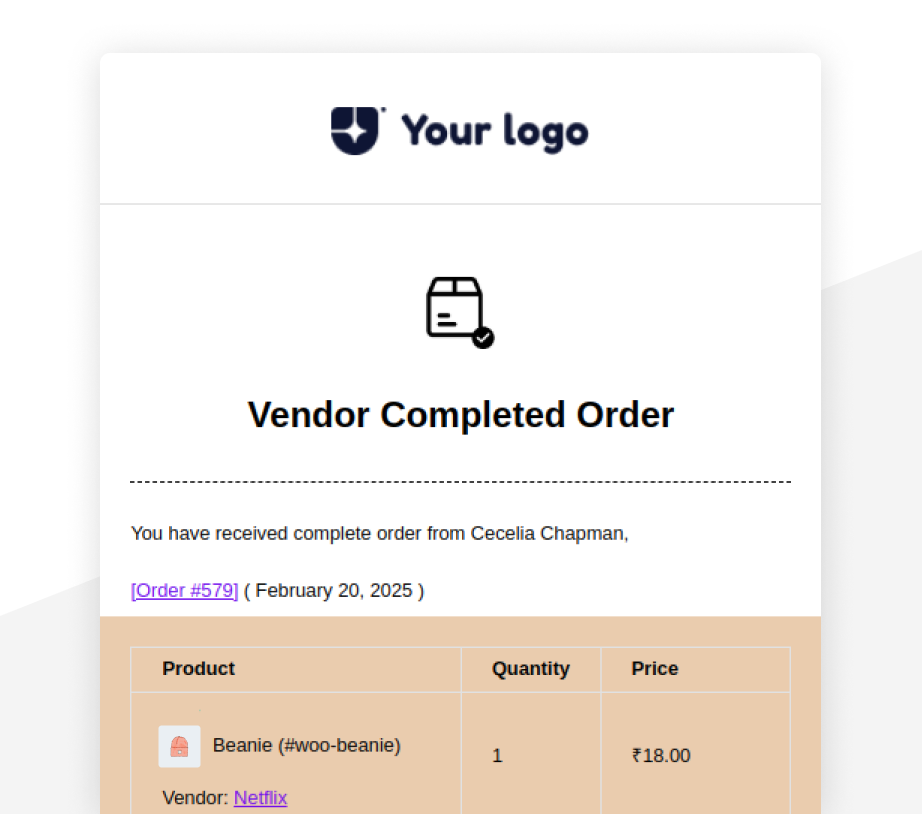 Your logo
Vendor Completed Order
You have received complete order from Cecelia Chapman,
[Order #579] ( February 20, 2025 )
Product Quantity Price
Beanie (#woo-beanie) 1 ₹18.00
Vendor: Netflix